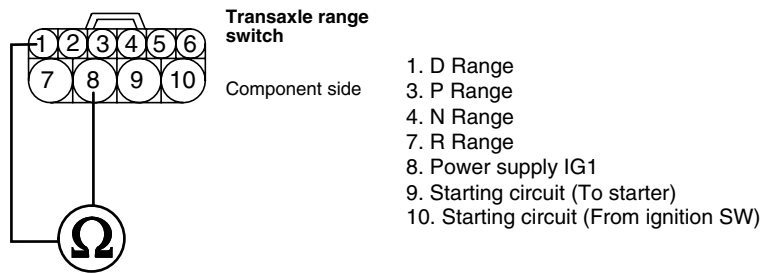 Transaxle range
switch
1 2 3 4 5 6
7 8 9 10
Component side
Ω
1. D Range
3. P Range
4. N Range
7. R Range
8. Power supply IG1
9. Starting circuit (To starter)
10. Starting circuit (From ignition SW)